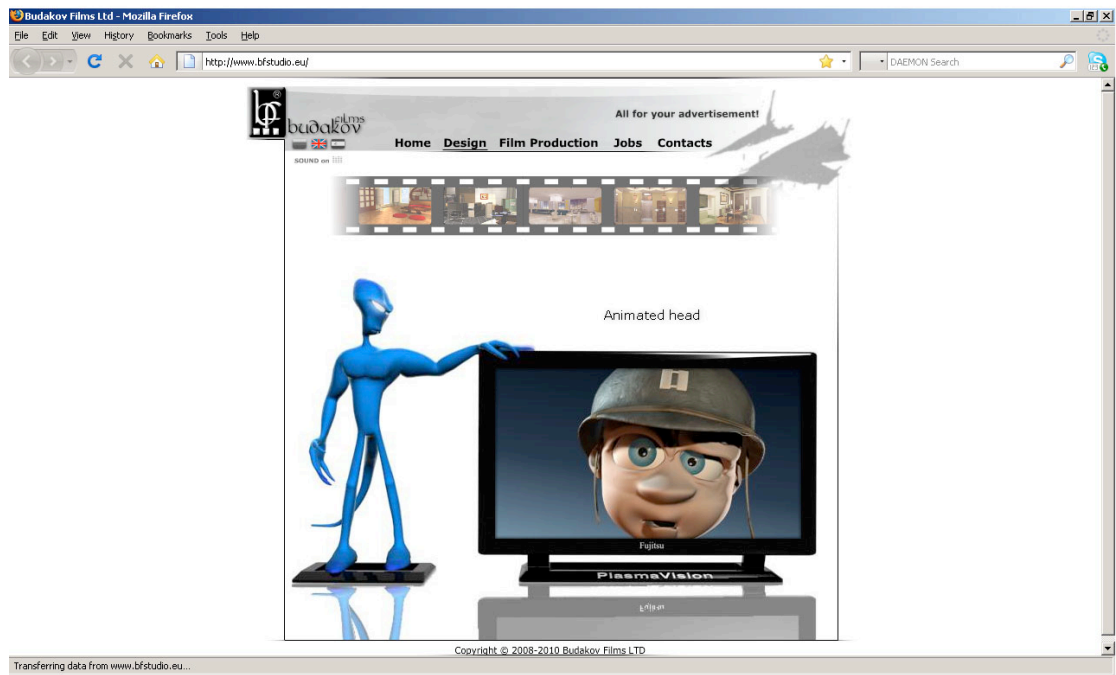 Budakov Films Ltd - Mozilla Firefox
File Edit View History Bookmarks Tools Help
http://www.bfstudio.eu/
DAEMON Search
bf ®
films
budakov
All for your advertisement!
Home Design Film Production Jobs Contacts
SOUND on
Animated head
Fujitsu
PlasmaVision
Copyright © 2008-2010 Budakov Films LTD
Transferring data from www.bfstudio.eu...